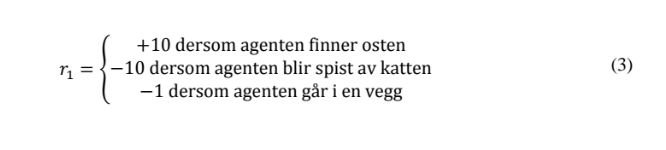 +10 dersom agenten finner osten
r₁ = { −10 dersom agenten blir spist av katten (3)
−1 dersom agenten går i en vegg